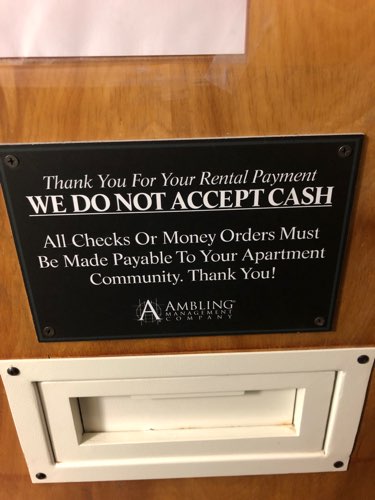 Thank You For Your Rental Payment
WE DO NOT ACCEPT CASH
All Checks Or Money Orders Must
Be Made Payable To Your Apartment
Community. Thank You!
A AMBLING
MANAGEMENT
COMPANY